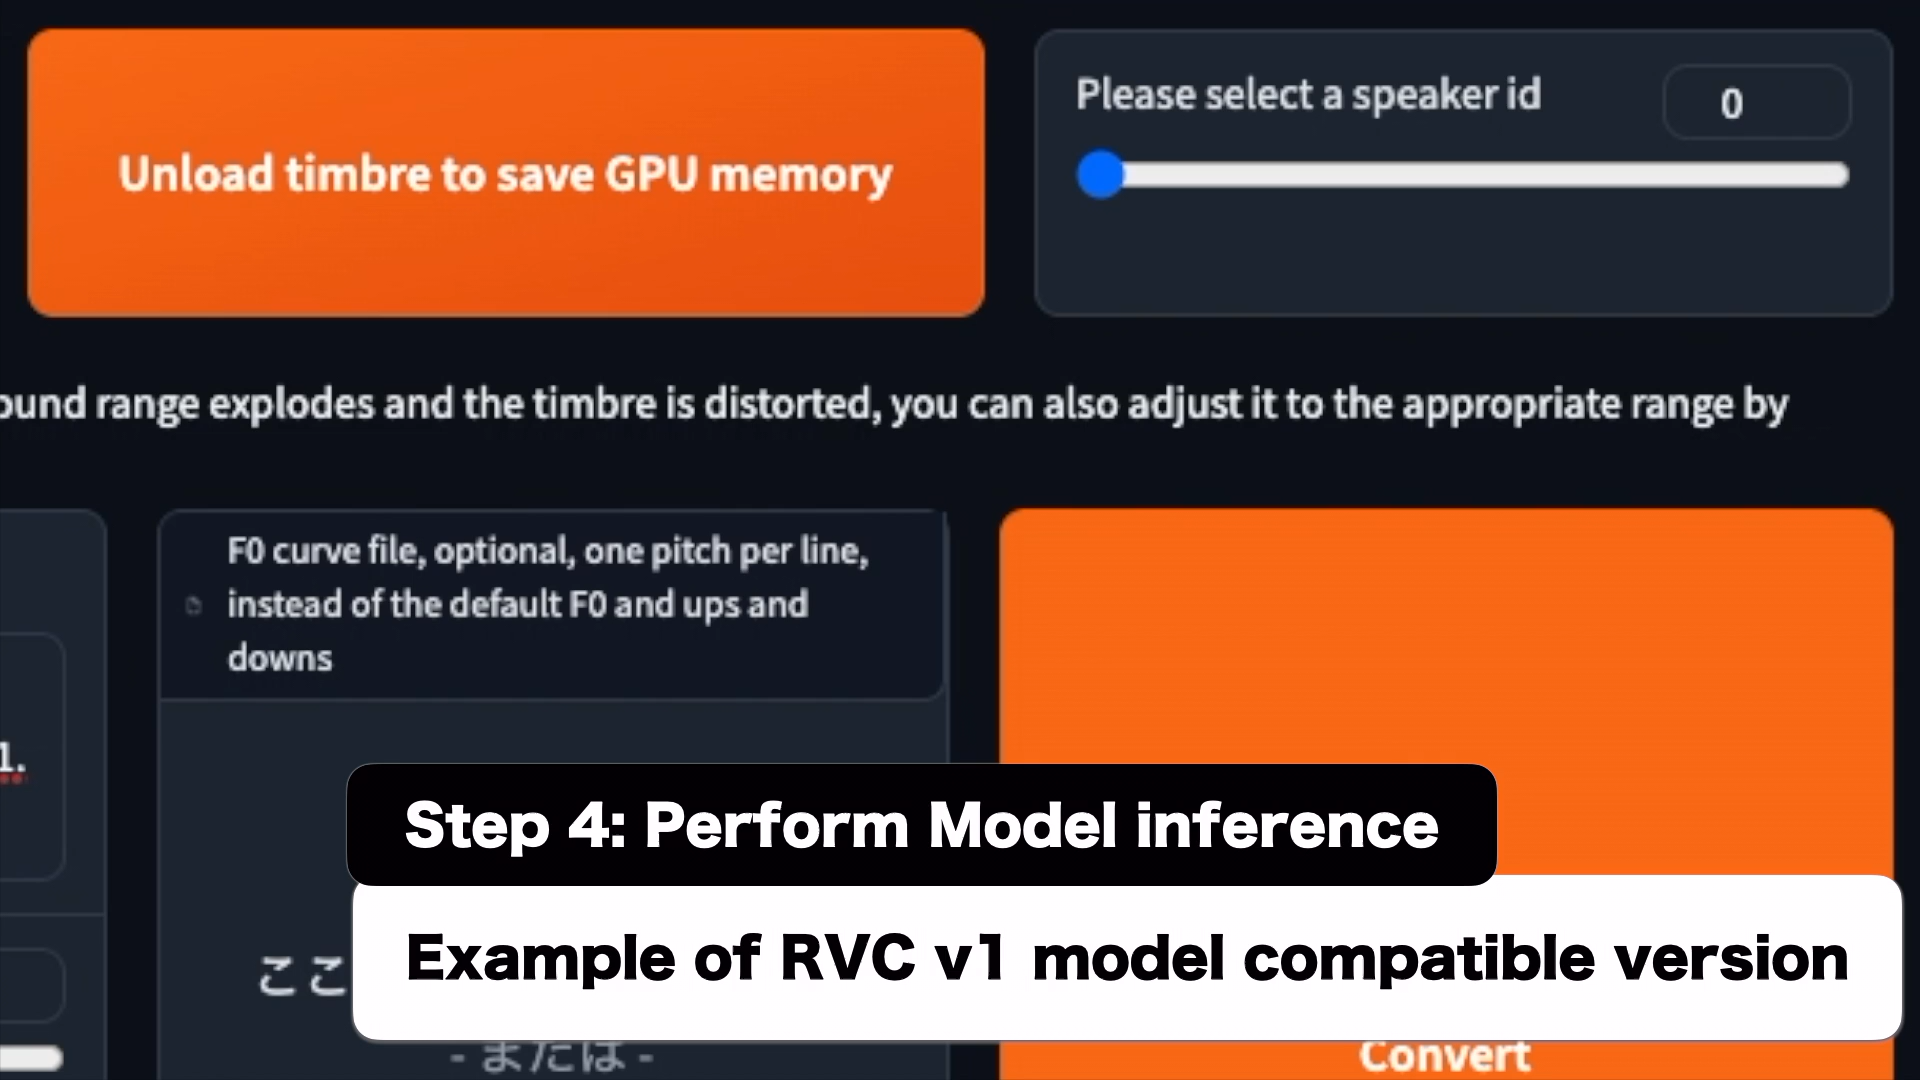 Unload timbre to save GPU memory
Please select a speaker id
0
ound range explodes and the timbre is distorted, you can also adjust it to the appropriate range by
F0 curve file, optional, one pitch per line,
instead of the default F0 and ups and
downs
1.
Step 4: Perform Model inference
Example of RVC v1 model compatible version
ここ
- または -
Convert